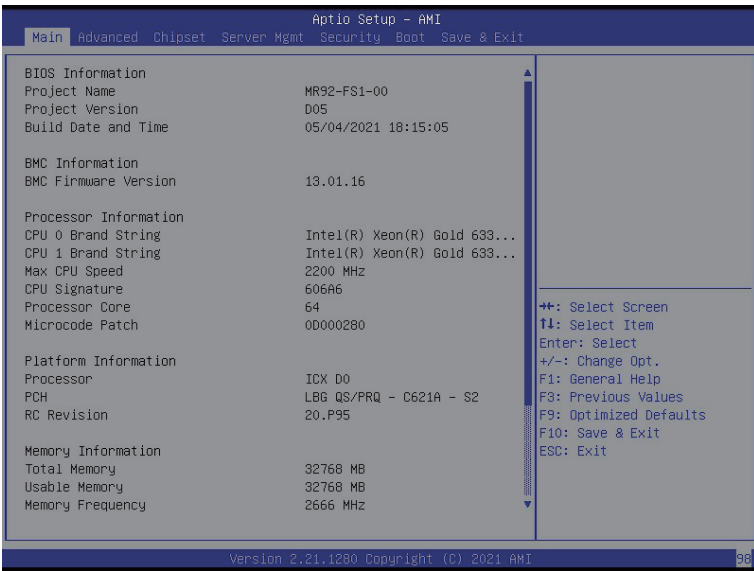 Aptio Setup – AMI
Main Advanced Chipset Server Mgmt Security Boot Save & Exit
BIOS Information
Project Name MR92-FS1-00
Project Version D05
Build Date and Time 05/04/2021 18:15:05
BMC Information
BMC Firmware Version 13.01.16
Processor Information
CPU 0 Brand String Intel(R) Xeon(R) Gold 633...
CPU 1 Brand String Intel(R) Xeon(R) Gold 633...
Max CPU Speed 2200 MHz
CPU Signature 606A6
Processor Core 64
Microcode Patch 0D000280
Platform Information
Processor ICX D0
PCH LBG QS/PRQ - C621A - S2
RC Revision 20.P95
Memory Information
Total Memory 32768 MB
Usable Memory 32768 MB
Memory Frequency 2666 MHz
→←: Select Screen
↑↓: Select Item
Enter: Select
+/-: Change Opt.
F1: General Help
F3: Previous Values
F9: Optimized Defaults
F10: Save & Exit
ESC: Exit
Version 2.21.1280 Copyright (C) 2021 AMI
98